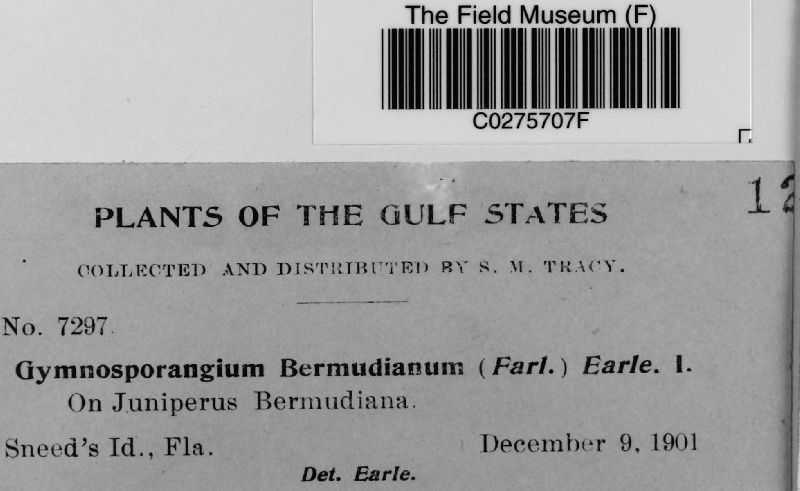 The Field Museum (F)
C0275707F
PLANTS OF THE GULF STATES
COLLECTED AND DISTRIBUTED BY S. M. TRACY.
No. 7297.
Gymnosporangium Bermudianum (Farl.) Earle. I.
On Juniperus Bermudiana.
Sneed's Id., Fla. December 9, 1901
Det. Earle.